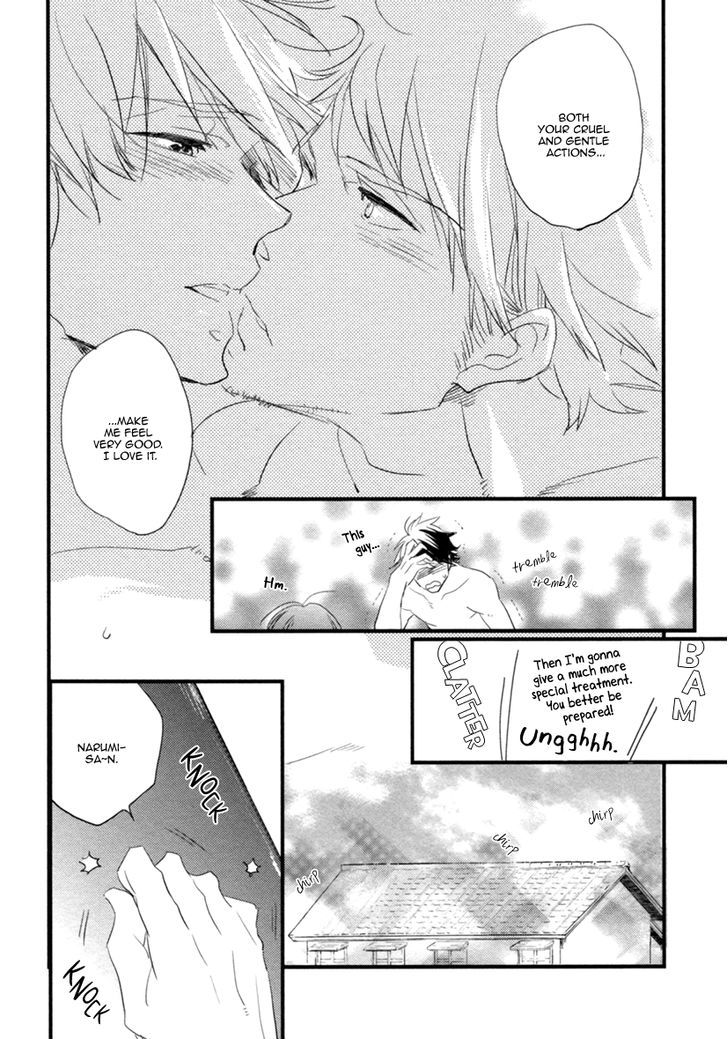 BOTH
YOUR CRUEL
AND GENTLE
ACTIONS...
...MAKE
ME FEEL
VERY GOOD.
I LOVE IT.
This
guy...
Hm.
tremble
tremble
BAM
Then I'm gonna
give a much more
special treatment.
You better be
prepared!
Ungghhh.
CLATTER
chirp
chirp
chirp
NARUMI-
SA~N.
KNOCK
KNOCK